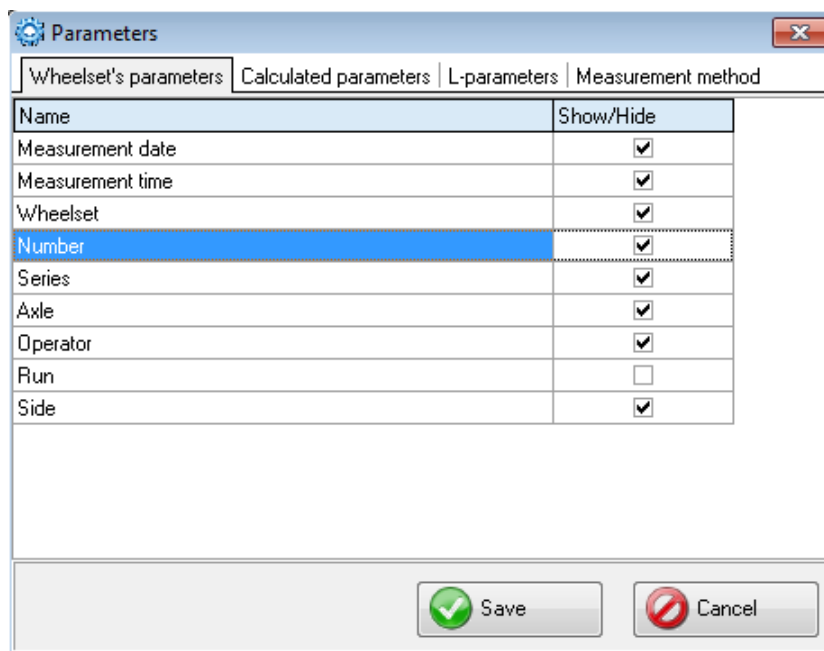 Parameters
Wheelset's parameters Calculated parameters L-parameters Measurement method
Name Show/Hide
Measurement date
Measurement time
Wheelset
Number
Series
Axle
Operator
Run
Side
Save Cancel